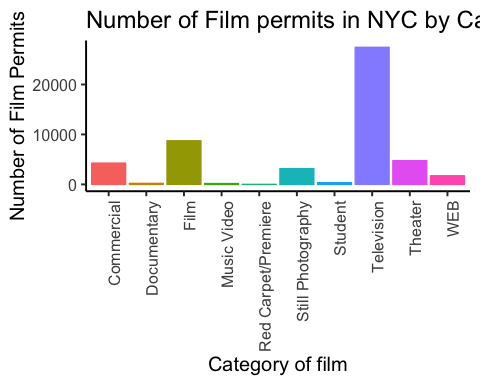 Number of Film permits in NYC by Ca
Number of Film Permits
20000
10000
0
Commercial
Documentary
Film
Music Video
Red Carpet/Premiere
Still Photography
Student
Television
Theater
WEB
Category of film